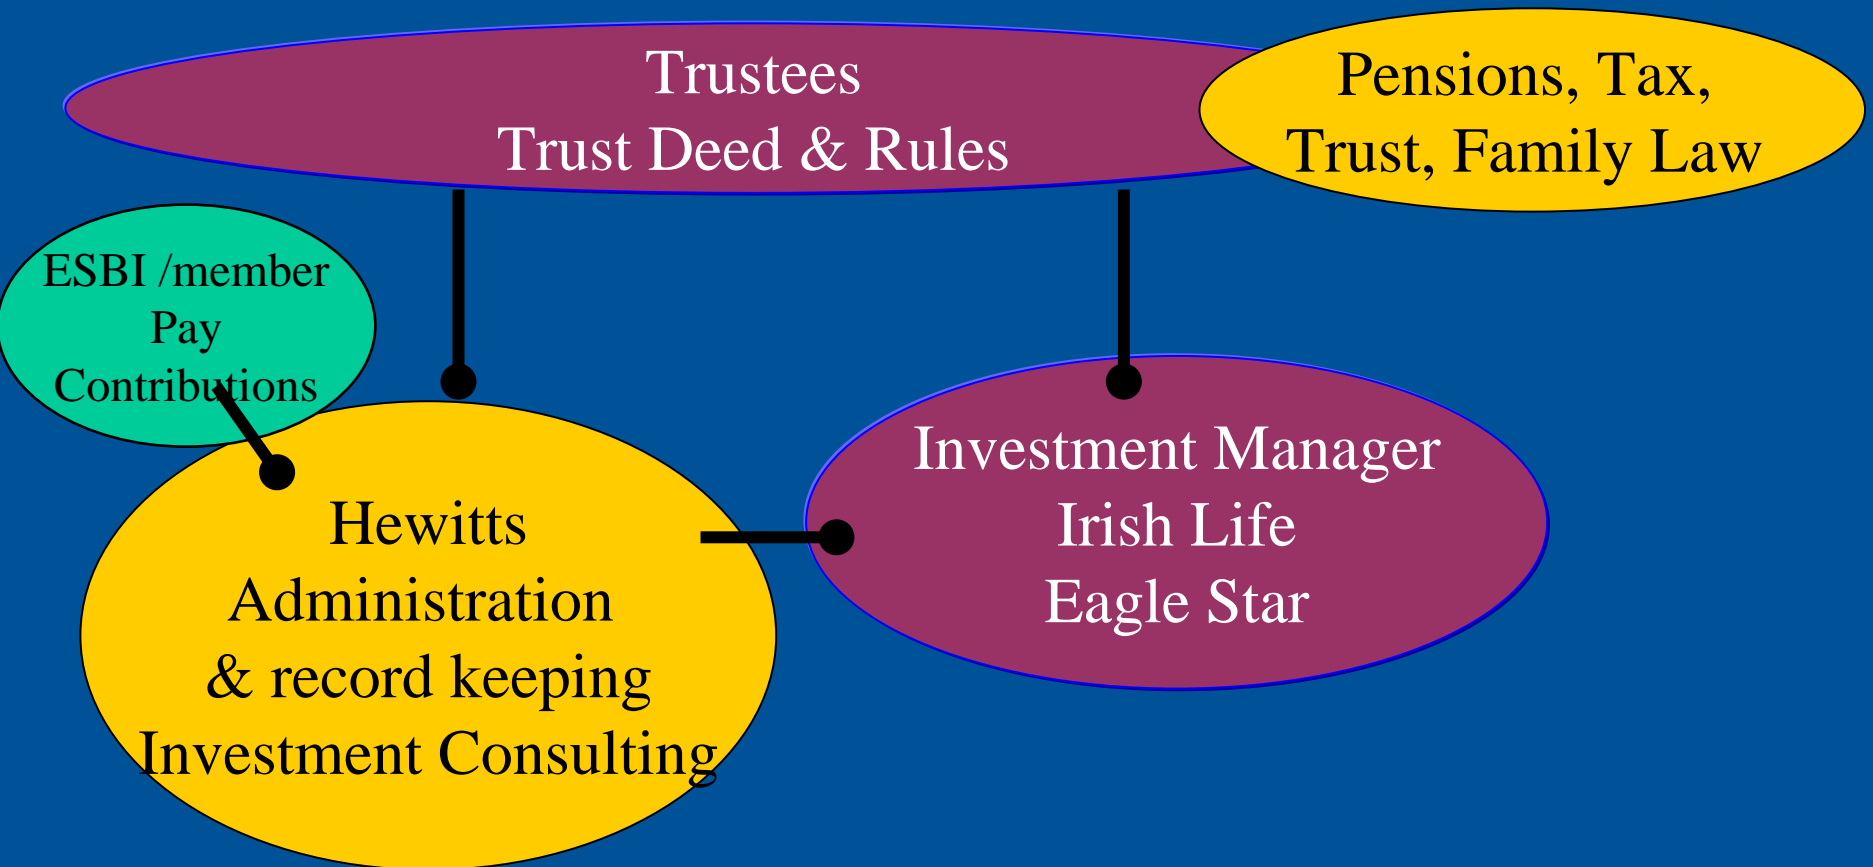 Trustees
Trust Deed & Rules
Pensions, Tax,
Trust, Family Law
ESBI /member
Pay
Contributions
Hewitts
Administration
& record keeping
Investment Consulting
Investment Manager
Irish Life
Eagle Star